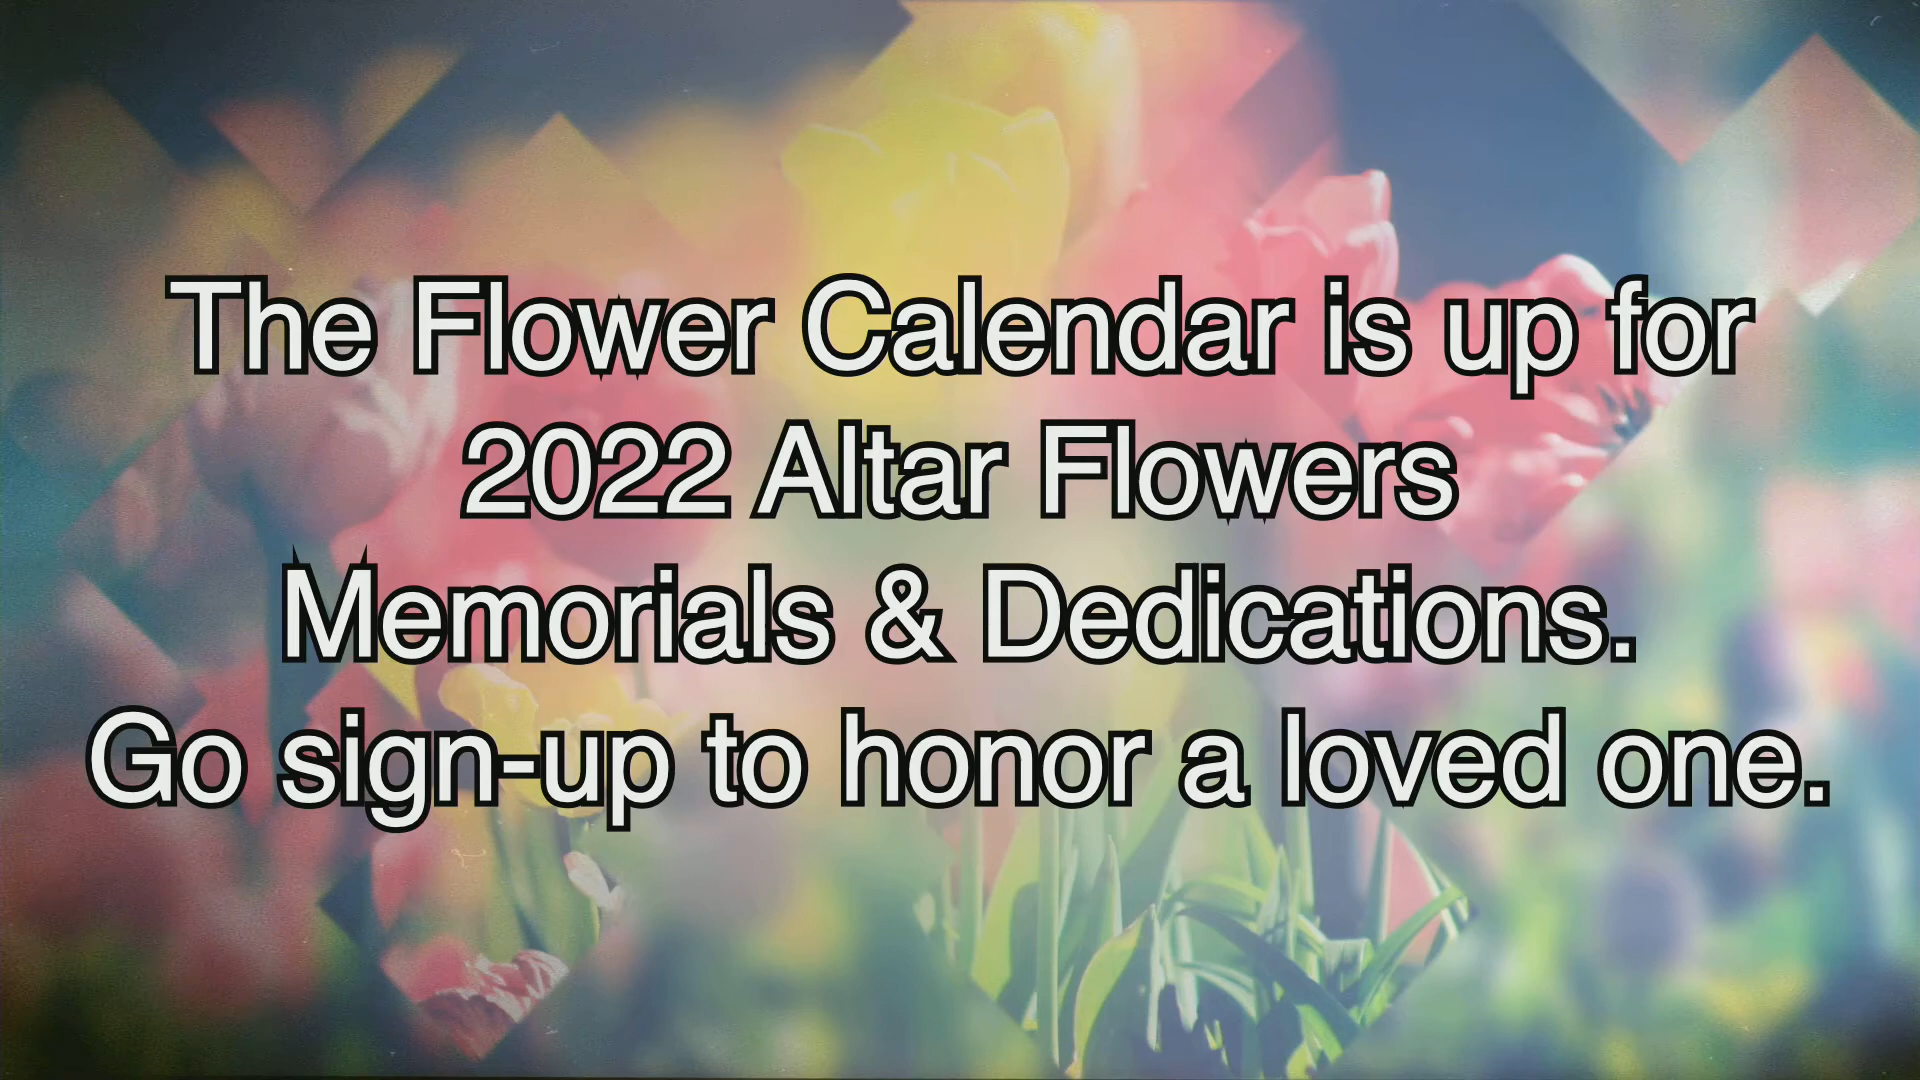 The Flower Calendar is up for
2022 Altar Flowers
Memorials & Dedications.
Go sign-up to honor a loved one.